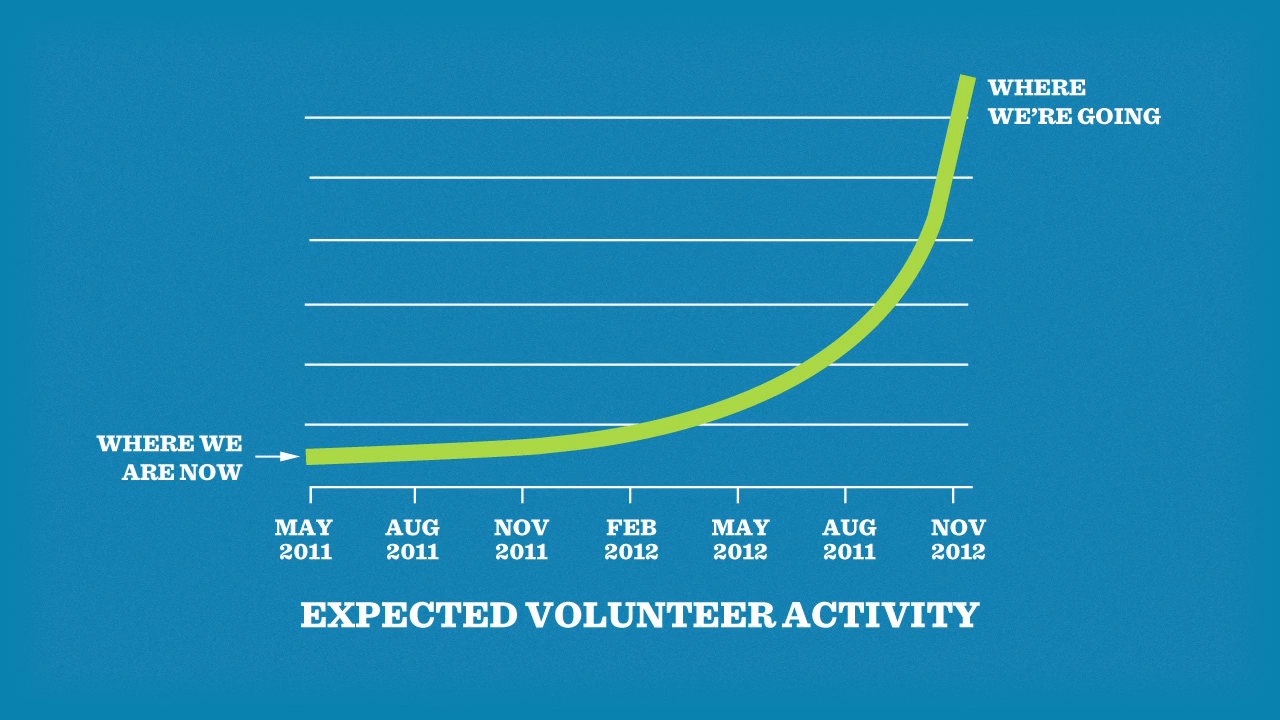 WHERE
WE'RE GOING
WHERE WE
ARE NOW
MAY AUG NOV FEB MAY AUG NOV
2011 2011 2011 2012 2012 2011 2012
EXPECTED VOLUNTEER ACTIVITY